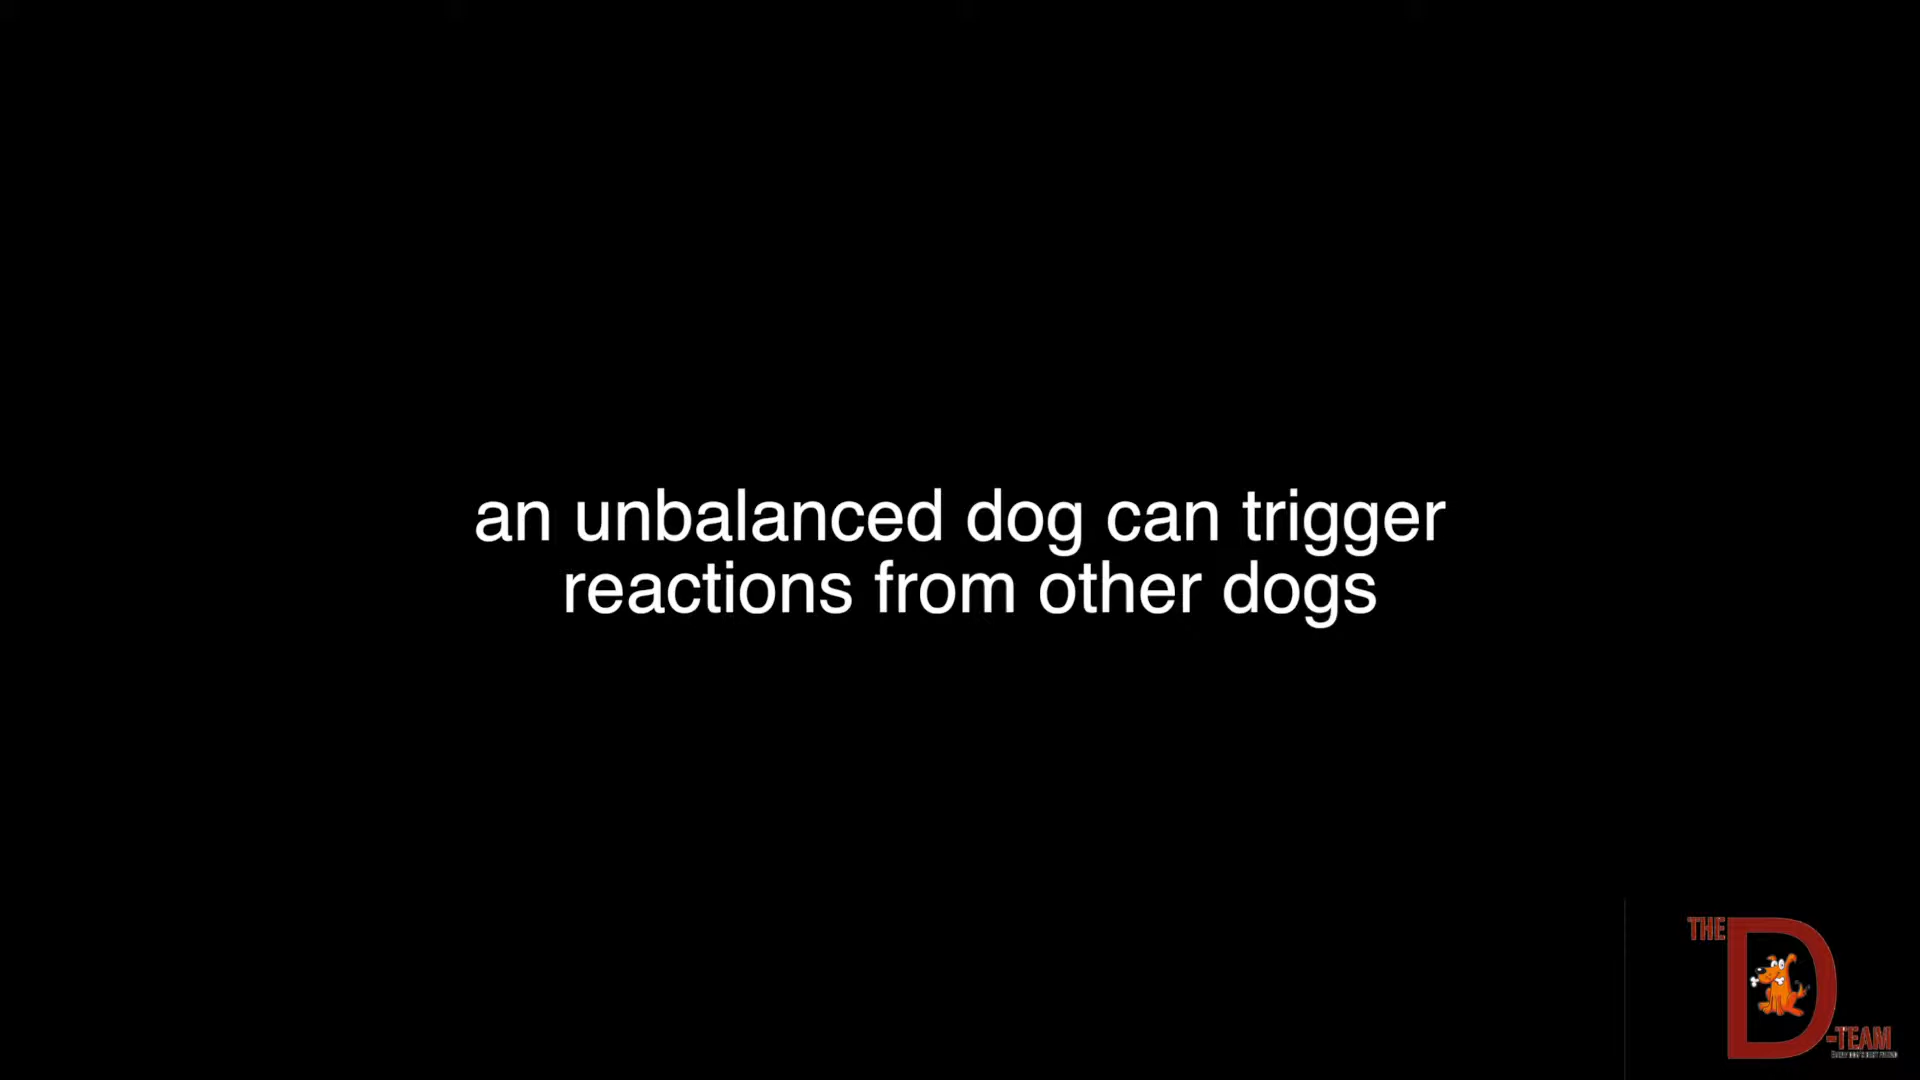 an unbalanced dog can trigger
reactions from other dogs
THE
D
-TEAM